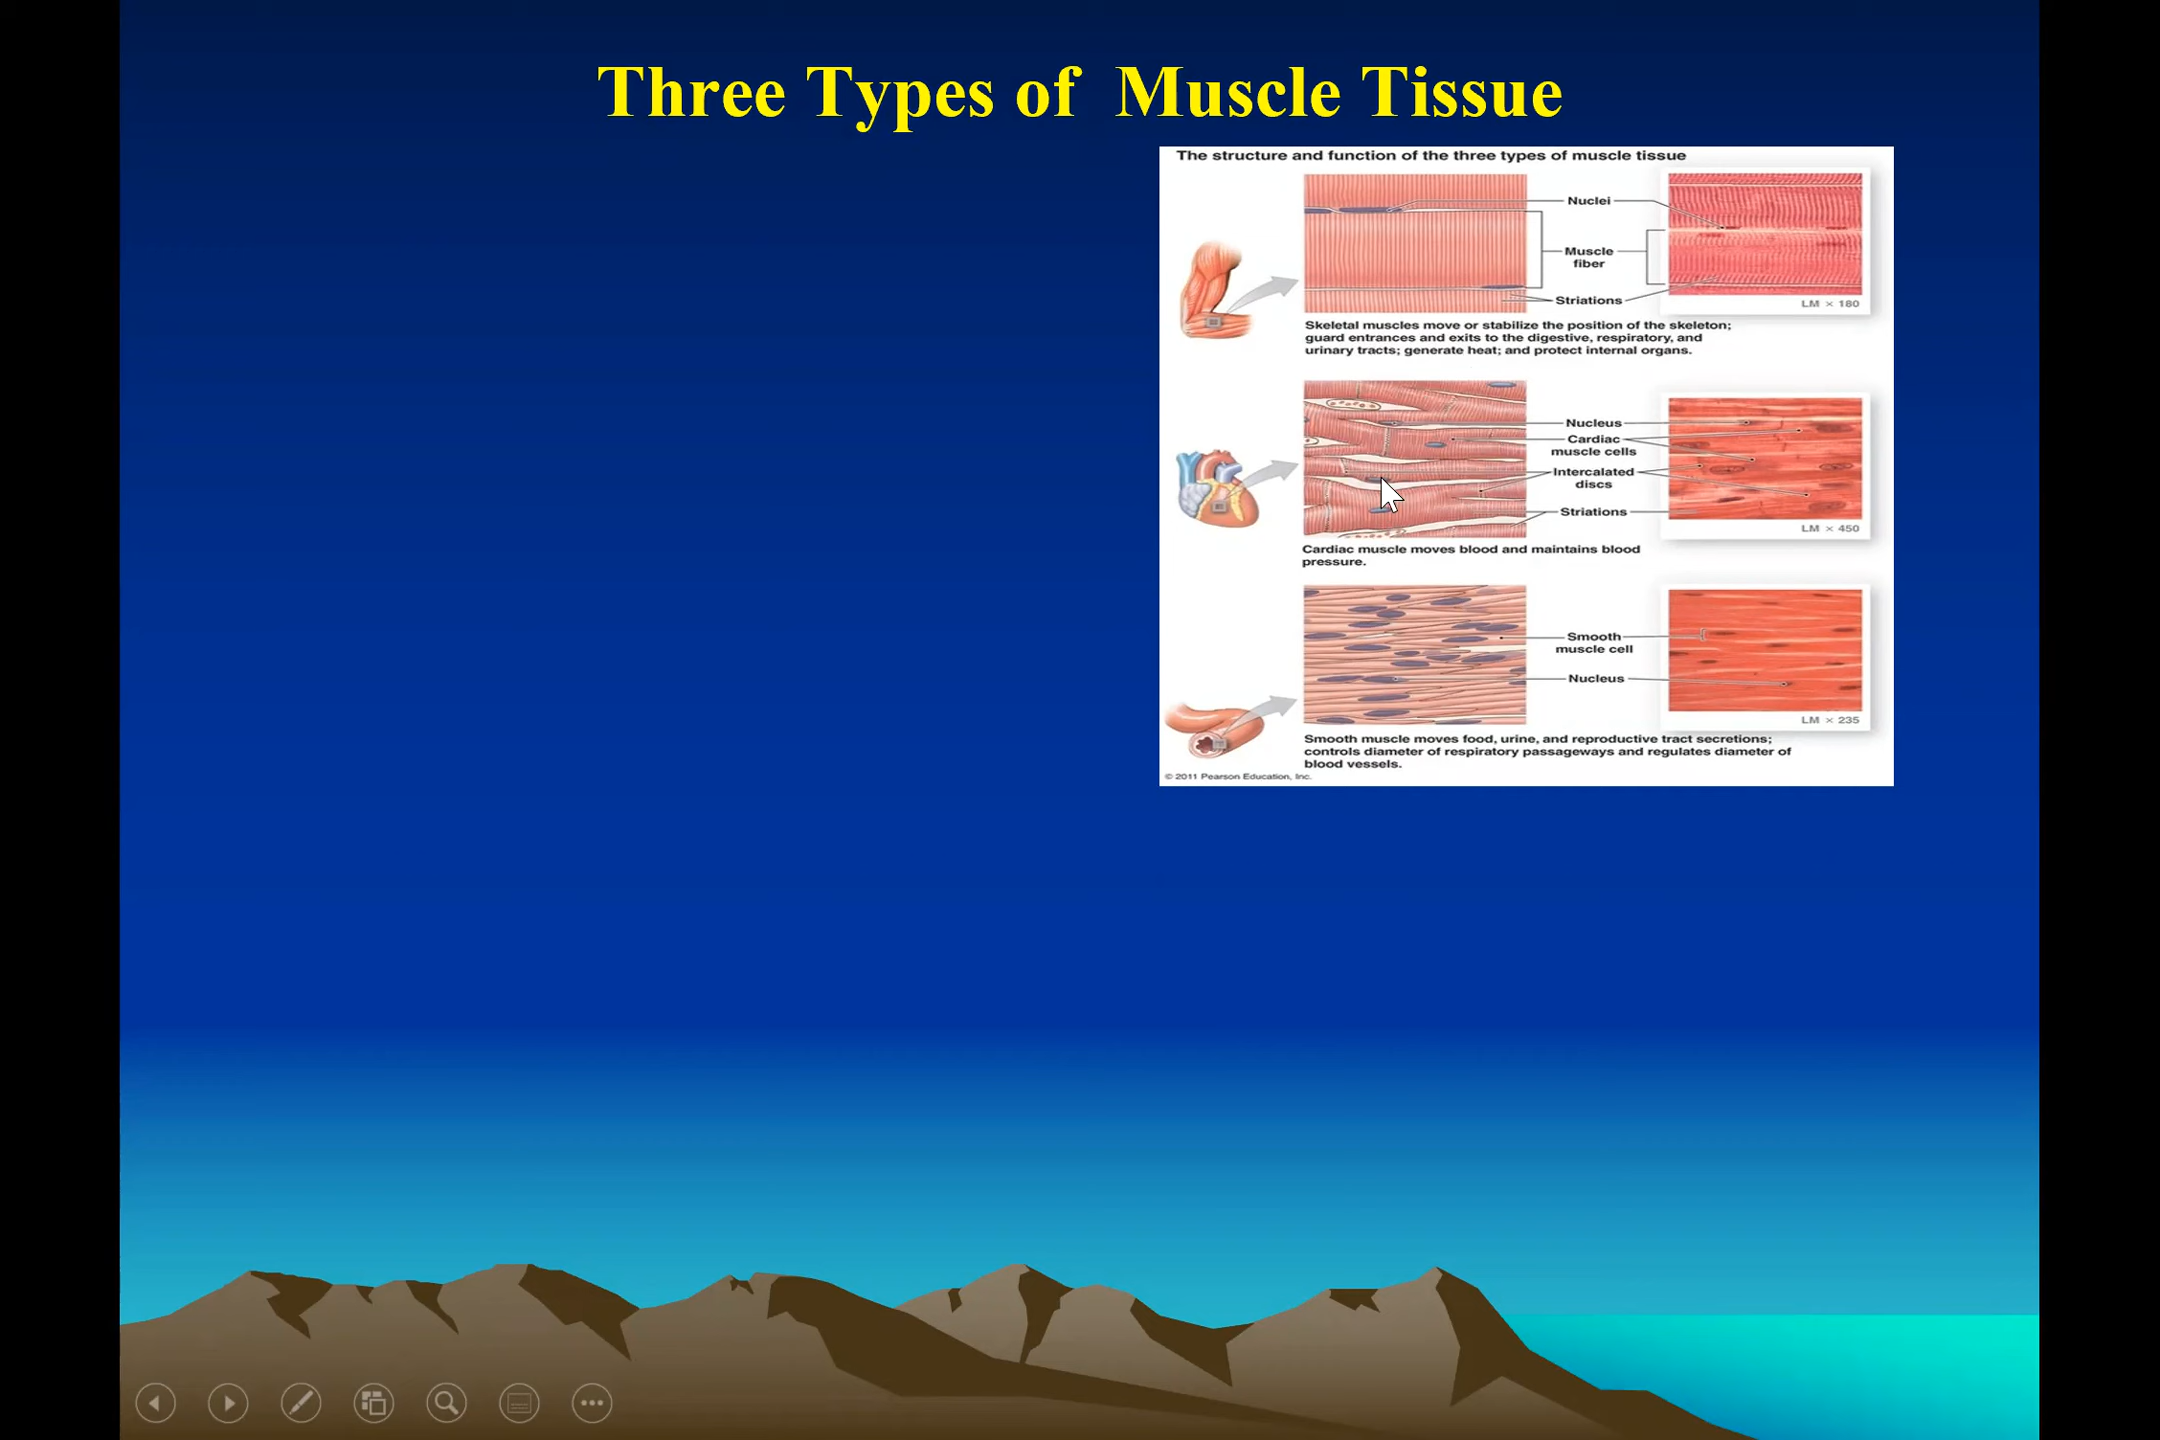 Three Types of Muscle Tissue
The structure and function of the three types of muscle tissue
Nuclei
Muscle
fiber
Striations
LM × 180
Skeletal muscles move or stabilize the position of the skeleton;
guard entrances and exits to the digestive, respiratory, and
urinary tracts; generate heat; and protect internal organs.
Nucleus
Cardiac
muscle cells
Intercalated
discs
Striations
LM × 450
Cardiac muscle moves blood and maintains blood
pressure.
Smooth
muscle cell
Nucleus
LM × 235
Smooth muscle moves food, urine, and reproductive tract secretions;
controls diameter of respiratory passageways and regulates diameter of
blood vessels.
© 2011 Pearson Education, Inc.